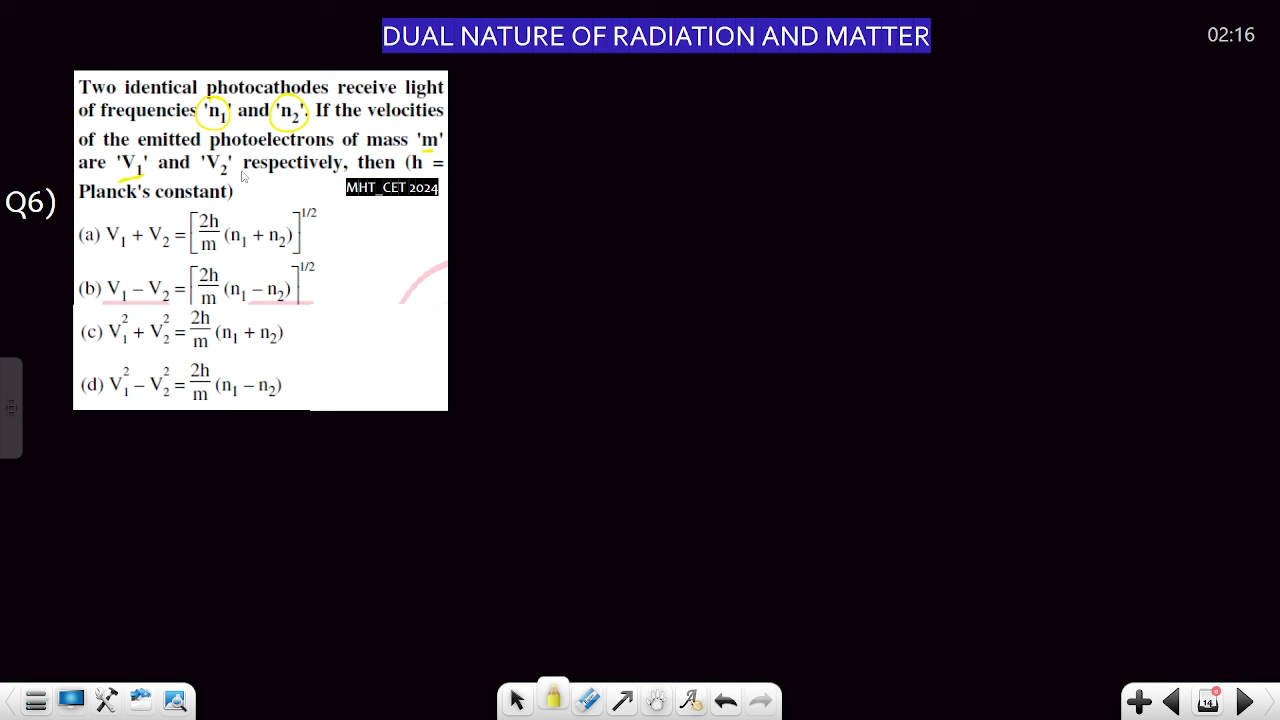 DUAL NATURE OF RADIATION AND MATTER
02:16
Two identical photocathodes receive light
of frequencies 'n₁' and 'n₂'. If the velocities
of the emitted photoelectrons of mass 'm'
are 'V₁' and 'V₂' respectively, then (h =
Planck's constant)
MHT_CET 2024
Q6)
(a) V₁ + V₂ = [2h/m (n₁ + n₂)]^1/2
(b) V₁ – V₂ = [2h/m (n₁ – n₂)]^1/2
(c) V₁² + V₂² = 2h/m (n₁ + n₂)
(d) V₁² – V₂² = 2h/m (n₁ – n₂)
14